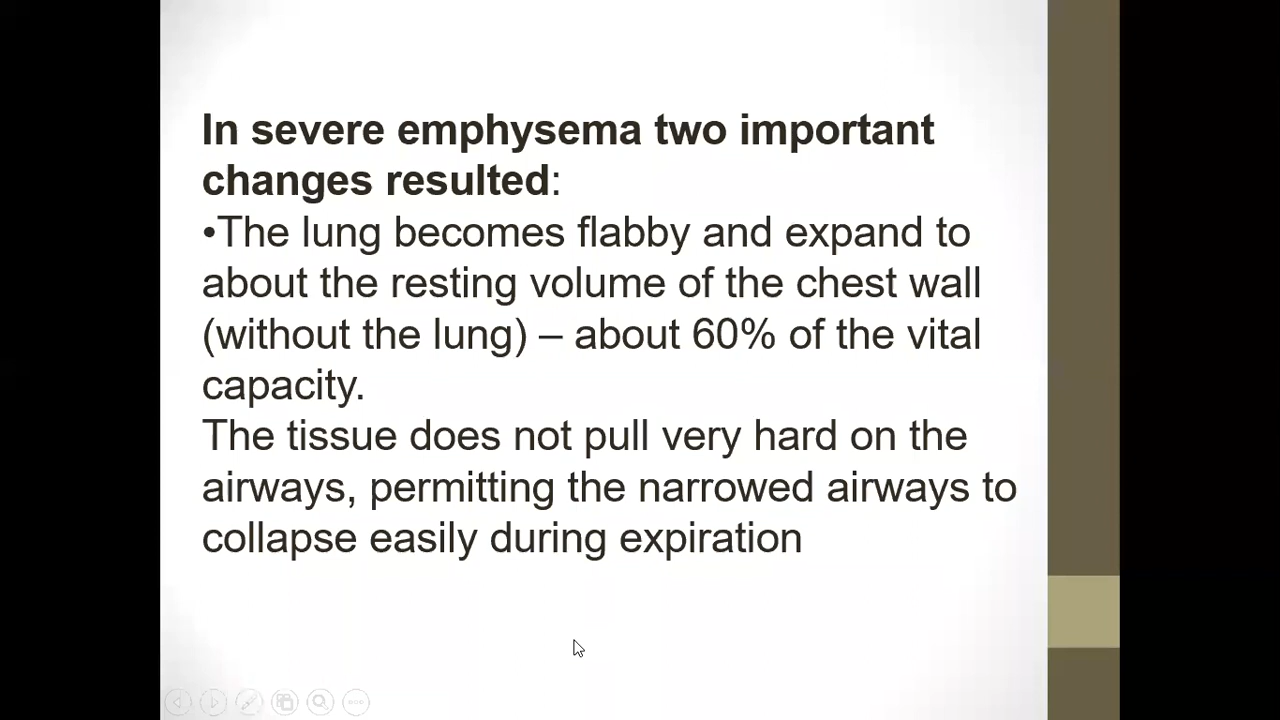 In severe emphysema two important
changes resulted:
•The lung becomes flabby and expand to
about the resting volume of the chest wall
(without the lung) – about 60% of the vital
capacity.
The tissue does not pull very hard on the
airways, permitting the narrowed airways to
collapse easily during expiration